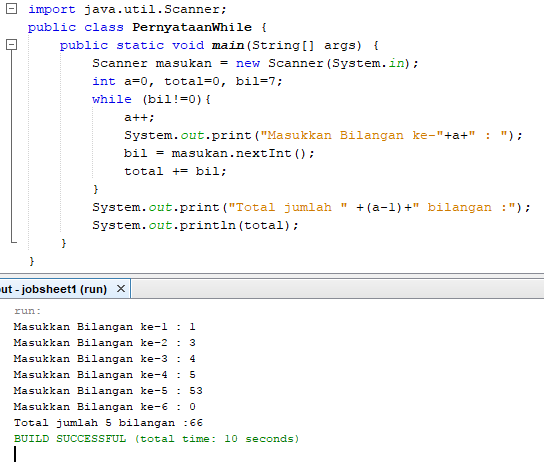 import java.util.Scanner;
public class PernyataanWhile {
public static void main(String[] args) {
Scanner masukan = new Scanner(System.in);
int a=0, total=0, bil=7;
while (bil!=0){
a++;
System.out.print("Masukkan Bilangan ke-"+a+" : ");
bil = masukan.nextInt();
total += bil;
}
System.out.print("Total jumlah " +(a-1)+" bilangan :");
System.out.println(total);
}
}
ut - jobsheet1 (run) ×
run:
Masukkan Bilangan ke-1 : 1
Masukkan Bilangan ke-2 : 3
Masukkan Bilangan ke-3 : 4
Masukkan Bilangan ke-4 : 5
Masukkan Bilangan ke-5 : 53
Masukkan Bilangan ke-6 : 0
Total jumlah 5 bilangan :66
BUILD SUCCESSFUL (total time: 10 seconds)